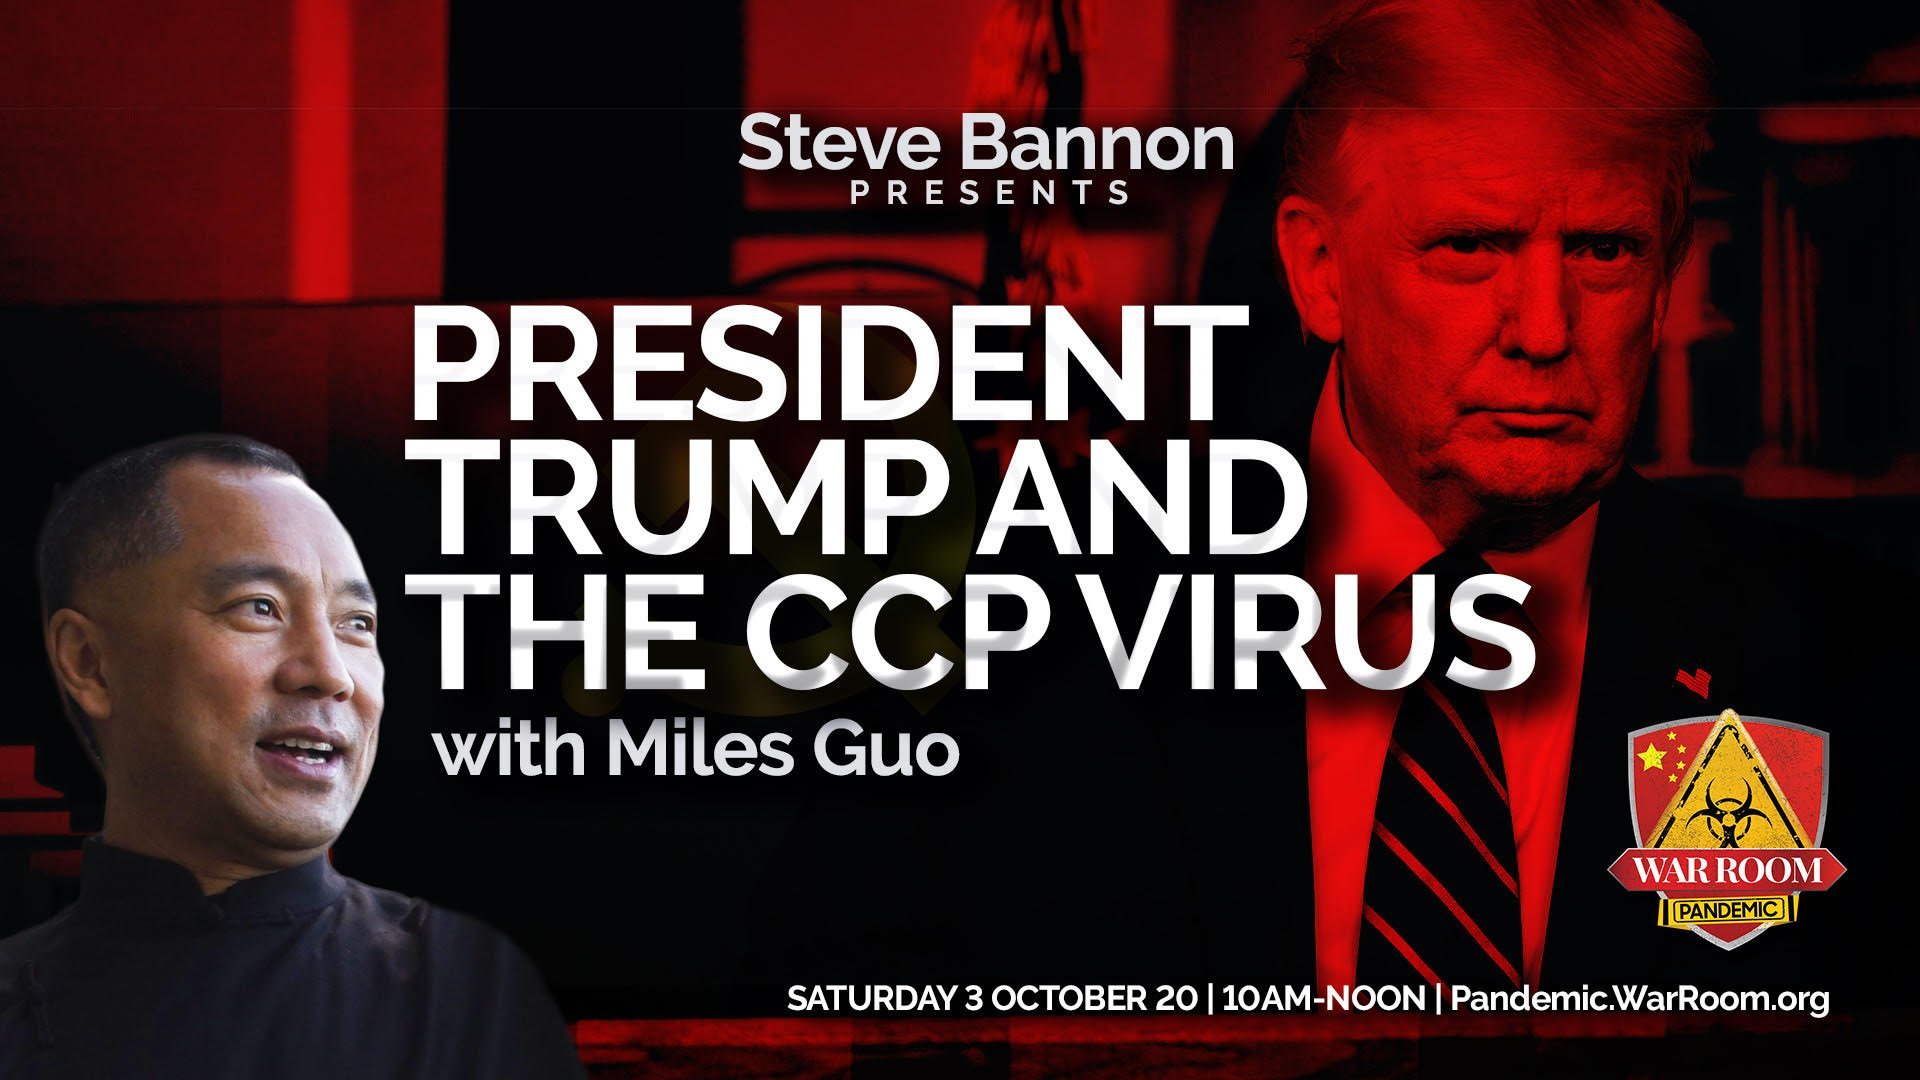 Steve Bannon
PRESENTS
PRESIDENT
TRUMP AND
THE CCP VIRUS
with Miles Guo
WAR ROOM
PANDEMIC
SATURDAY 3 OCTOBER 20 | 10AM-NOON | Pandemic.WarRoom.org